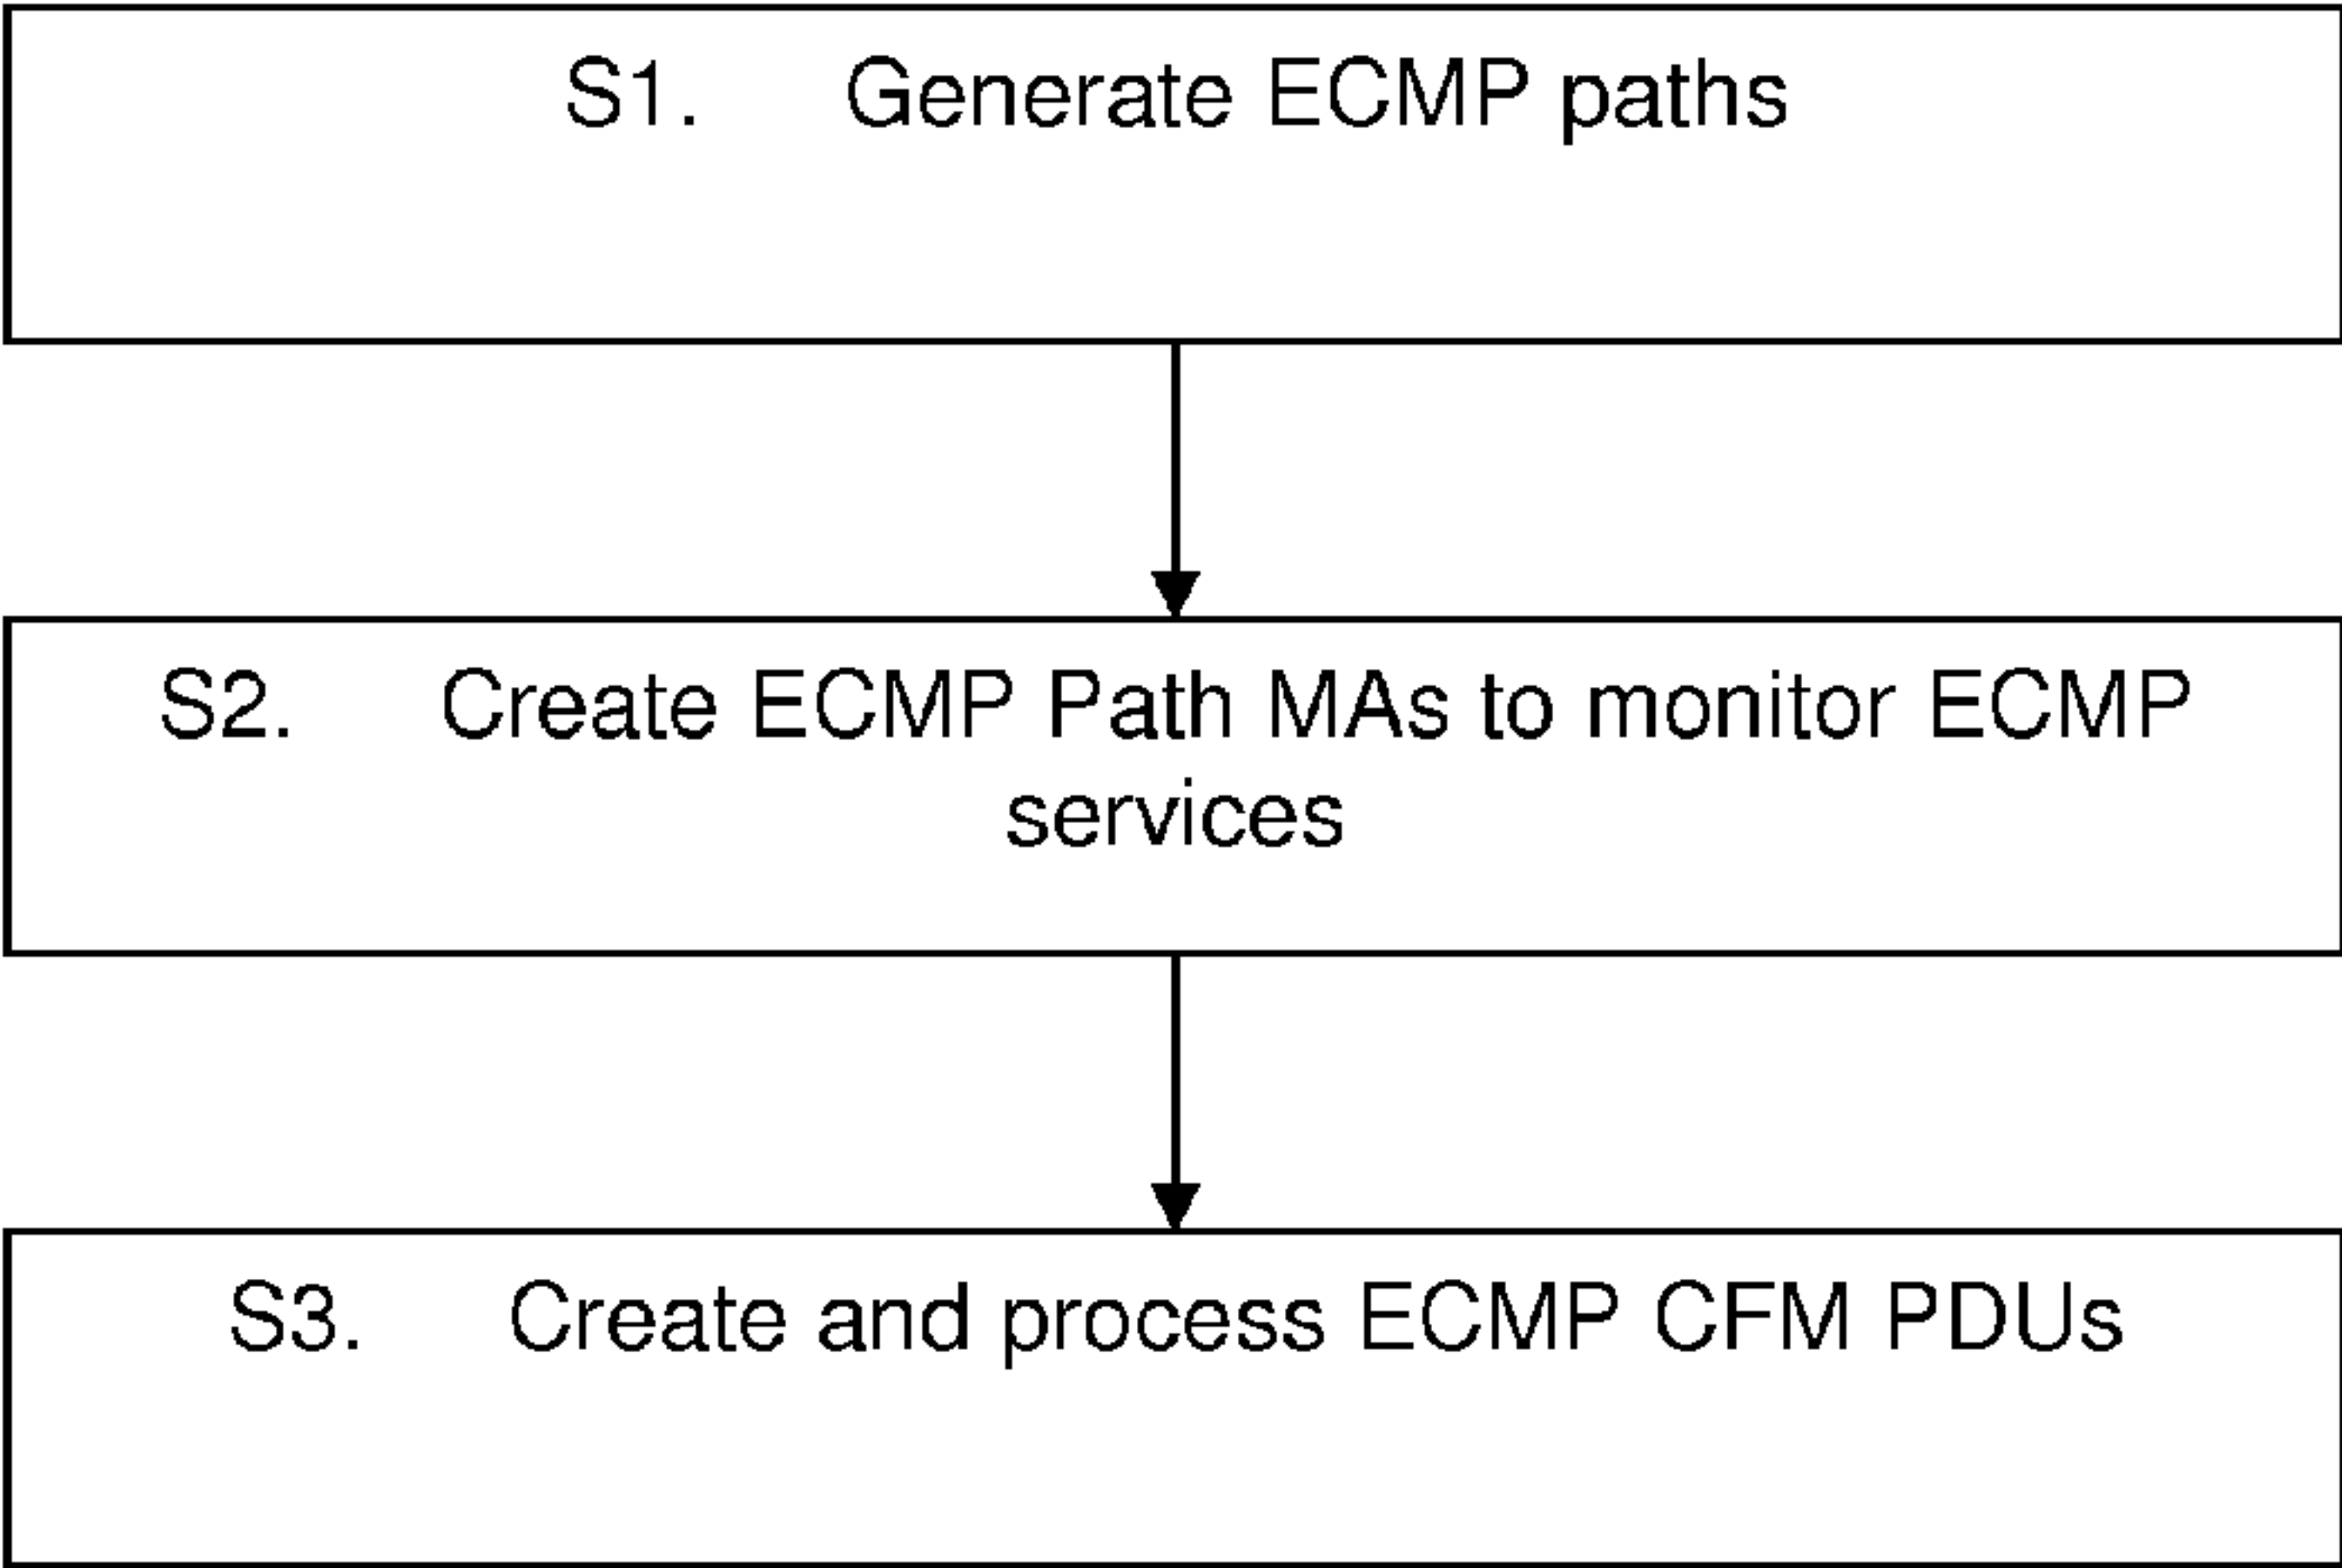 S1. Generate ECMP paths
S2. Create ECMP Path MAs to monitor ECMP
services
S3. Create and process ECMP CFM PDUs